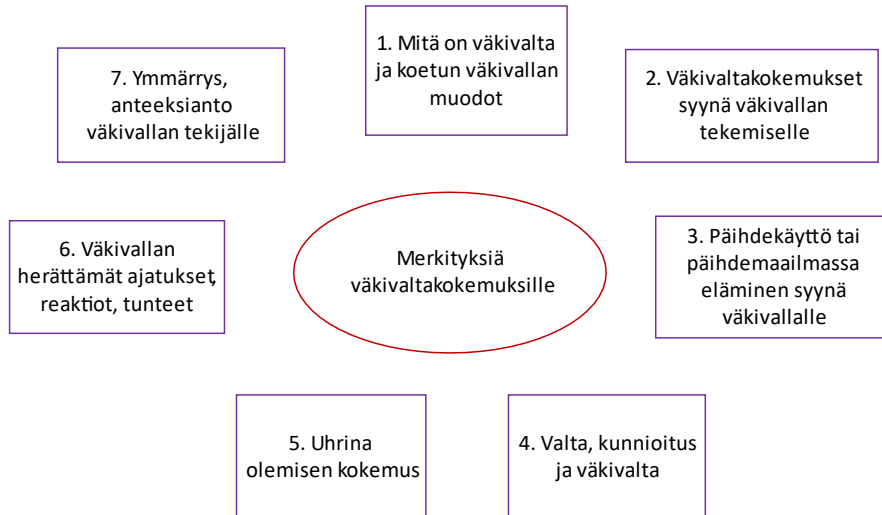 1. Mitä on väkivalta
ja koetun väkivallan
muodot
2. Väkivaltakokemukset
syynä väkivallan
tekemiselle
3. Päihdekäyttö tai
päihdemaailmassa
eläminen syynä
väkivallalle
4. Valta, kunnioitus
ja väkivalta
5. Uhrina
olemisen kokemus
6. Väkivallan
herättämät ajatukset,
reaktiot, tunteet
7. Ymmärrys,
anteeksianto
väkivallan tekijälle
Merkityksiä
väkivaltakokemuksille